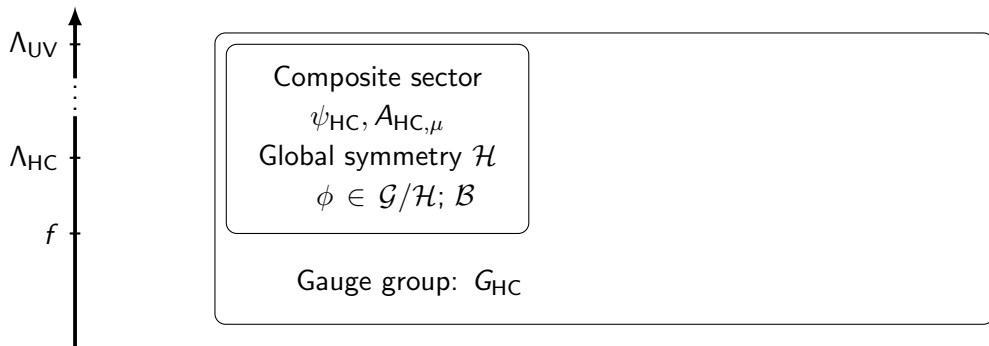 Λ_UV
Λ_HC
f
Composite sector
ψ_HC, A_HC,μ
Global symmetry ℋ
ϕ ∈ 𝒢/ℋ; ℬ
Gauge group: G_HC